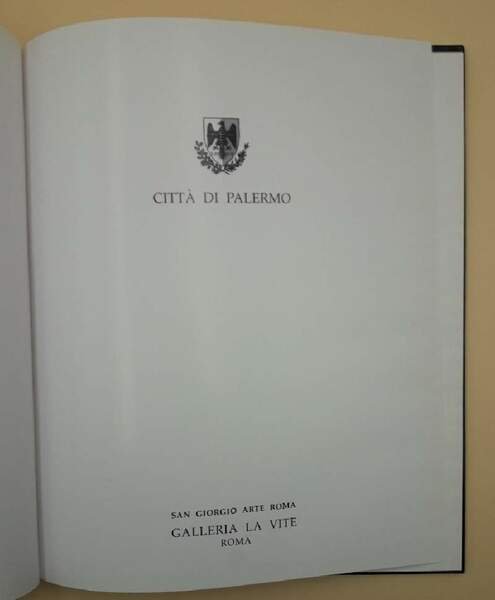 CITTÀ DI PALERMO
SAN GIORGIO ARTE ROMA
GALLERIA LA VITE
ROMA